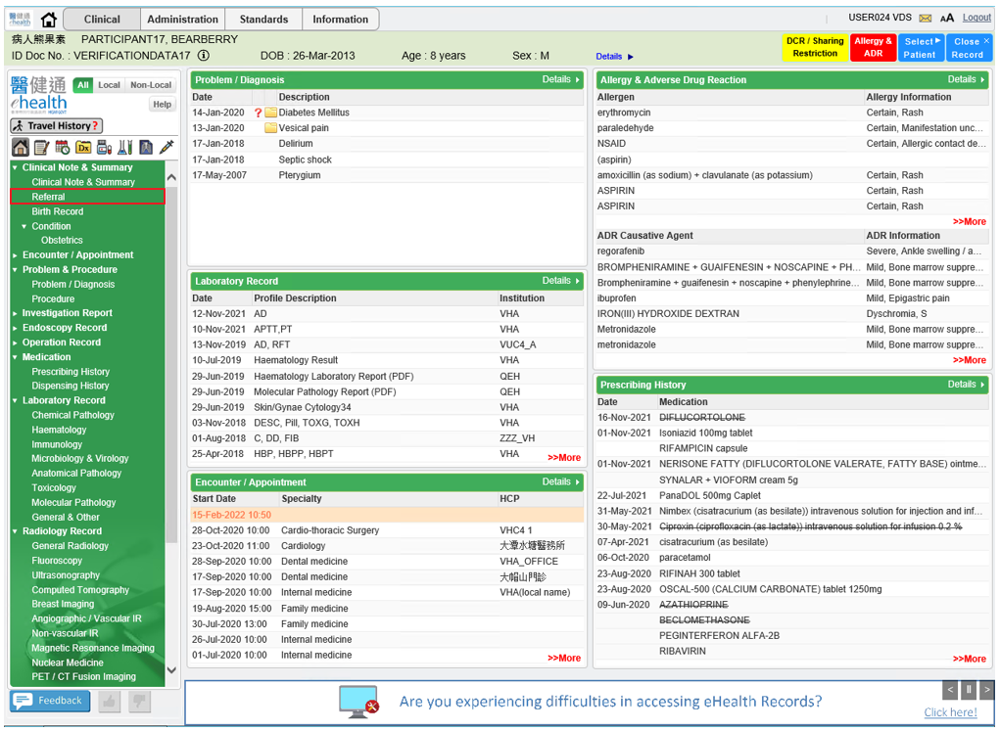 醫健通
eHealth
Clinical
Administration
Standards
Information
USER024 VDS
AA
Logout
病人熊果素 PARTICIPANT17, BEARBERRY
ID Doc No. : VERIFICATIONDATA17
DOB : 26-Mar-2013
Age : 8 years
Sex : M
Details
DCR / Sharing
Restriction
Allergy &
ADR
Select
Patient
Close ×
Record
醫健通
eHealth
All
Local
Non-Local
Help
Travel History?
Dx
Clinical Note & Summary
Clinical Note & Summary
Referral
Birth Record
Condition
Obstetrics
Encounter / Appointment
Problem & Procedure
Problem / Diagnosis
Procedure
Investigation Report
Endoscopy Record
Operation Record
Medication
Prescribing History
Dispensing History
Laboratory Record
Chemical Pathology
Haematology
Immunology
Microbiology & Virology
Anatomical Pathology
Toxicology
Molecular Pathology
General & Other
Radiology Record
General Radiology
Fluoroscopy
Ultrasonography
Computed Tomography
Breast Imaging
Angiographic / Vascular IR
Non-vascular IR
Magnetic Resonance Imaging
Nuclear Medicine
PET / CT Fusion Imaging
Feedback
Problem / Diagnosis Details
Date Description
14-Jan-2020 ? Diabetes Mellitus
13-Jan-2020 Vesical pain
17-Jan-2018 Delirium
17-Jan-2018 Septic shock
17-May-2007 Pterygium
Laboratory Record Details
Date Profile Description Institution
12-Nov-2021 AD VHA
10-Nov-2021 APTT,PT VHA
13-Nov-2019 AD, RFT VUC4_A
10-Jul-2019 Haematology Result VHA
29-Jun-2019 Haematology Laboratory Report (PDF) QEH
29-Jun-2019 Molecular Pathology Report (PDF) QEH
29-Jun-2019 Skin/Gynae Cytology34 VHA
03-Nov-2018 DESC, Pill, TOXG, TOXH VHA
01-Aug-2018 C, DD, FIB ZZZ_VH
25-Apr-2018 HBP, HBPP, HBPT VHA
>>More
Encounter / Appointment Details
Start Date Specialty HCP
15-Feb-2022 10:50
28-Oct-2020 10:00 Cardio-thoracic Surgery VHC4 1
23-Oct-2020 11:00 Cardiology 大潭水塘醫務所
28-Sep-2020 10:00 Dental medicine VHA_OFFICE
17-Sep-2020 10:00 Dental medicine 大帽山門診
17-Sep-2020 10:00 Internal medicine VHA(local name)
19-Aug-2020 15:00 Family medicine
30-Jul-2020 13:00 Family medicine
26-Jul-2020 10:00 Internal medicine
01-Jul-2020 10:00 Internal medicine
>>More
Allergy & Adverse Drug Reaction Details
Allergen Allergy Information
erythromycin Certain, Rash
paraledehyde Certain, Manifestation unc...
NSAID Certain, Allergic contact de...
(aspirin)
amoxicillin (as sodium) + clavulanate (as potassium) Certain, Rash
ASPIRIN Certain, Rash
ASPIRIN Certain, Rash
>>More
ADR Causative Agent ADR Information
regorafenib Severe, Ankle swelling / a...
BROMPHENIRAMINE + GUAIFENESIN + NOSCAPINE + PH... Mild, Bone marrow suppre...
Brompheniramine + guaifenesin + noscapine + phenylephrine... Mild, Bone marrow suppre...
ibuprofen Mild, Epigastric pain
IRON(III) HYDROXIDE DEXTRAN Dyschromia, S
Metronidazole Mild, Bone marrow suppre...
metronidazole Mild, Bone marrow suppre...
>>More
Prescribing History Details
Date Medication
16-Nov-2021 DIFLUCORTOLONE
01-Nov-2021 Isoniazid 100mg tablet
RIFAMPICIN capsule
01-Nov-2021 NERISONE FATTY (DIFLUCORTOLONE VALERATE, FATTY BASE) ointme...
SYNALAR + VIOFORM cream 5g
22-Jul-2021 PanaDOL 500mg Caplet
31-May-2021 Nimbex (cisatracurium (as besilate)) intravenous solution for injection and inf...
30-May-2021 Ciproxin (ciprofloxacin (as lactate)) intravenous solution for infusion 0.2 %
07-Apr-2021 cisatracurium (as besilate)
06-Oct-2020 paracetamol
23-Aug-2020 RIFINAH 300 tablet
23-Aug-2020 OSCAL-500 (CALCIUM CARBONATE) tablet 1250mg
09-Jun-2020 AZATHIOPRINE
BECLOMETHASONE
PEGINTERFERON ALFA-2B
RIBAVIRIN
>>More
Are you experiencing difficulties in accessing eHealth Records?
Click here!